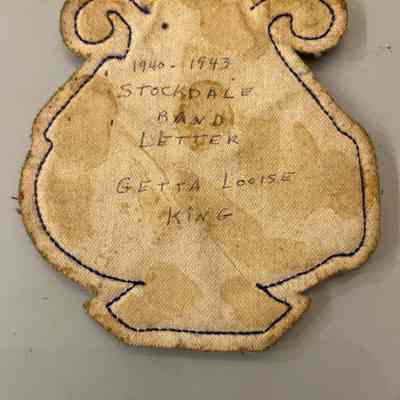 1940-1943
STOCKDALE
BAND
LETTER
GETTA LOUISE
KING